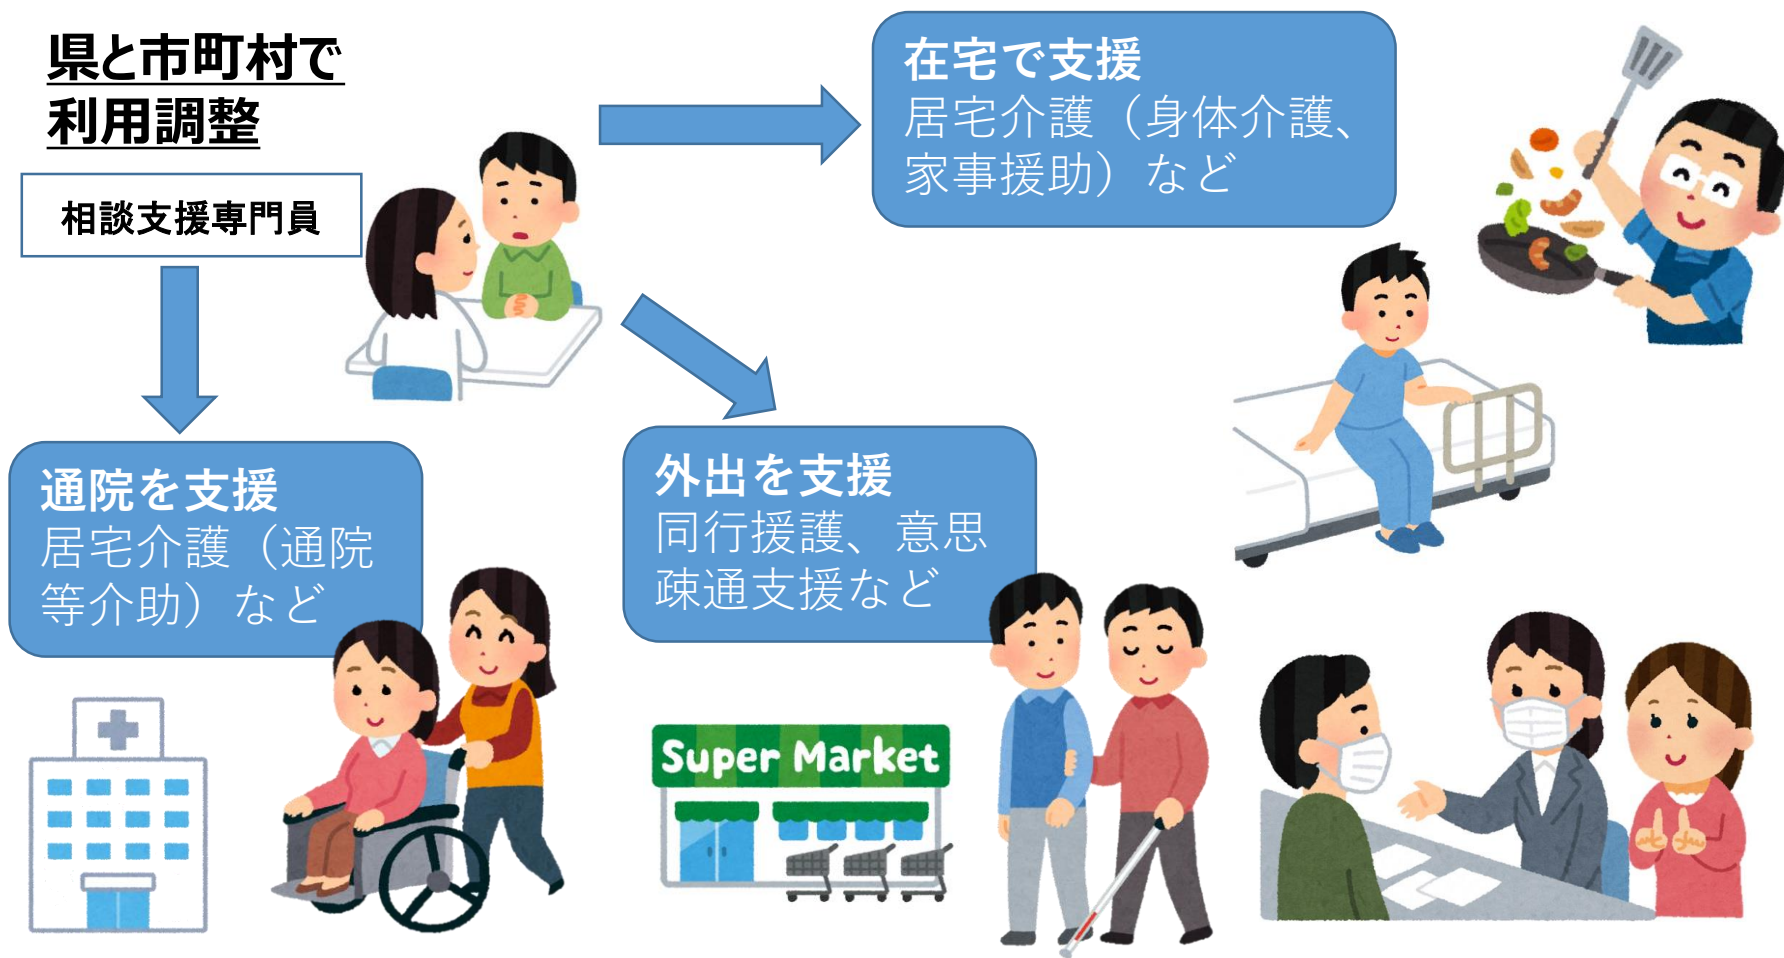 県と市町村で
利用調整
相談支援専門員
在宅で支援
居宅介護（身体介護、
家事援助）など
通院を支援
居宅介護（通院
等介助）など
外出を支援
同行援護、意思
疎通支援など
Super Market